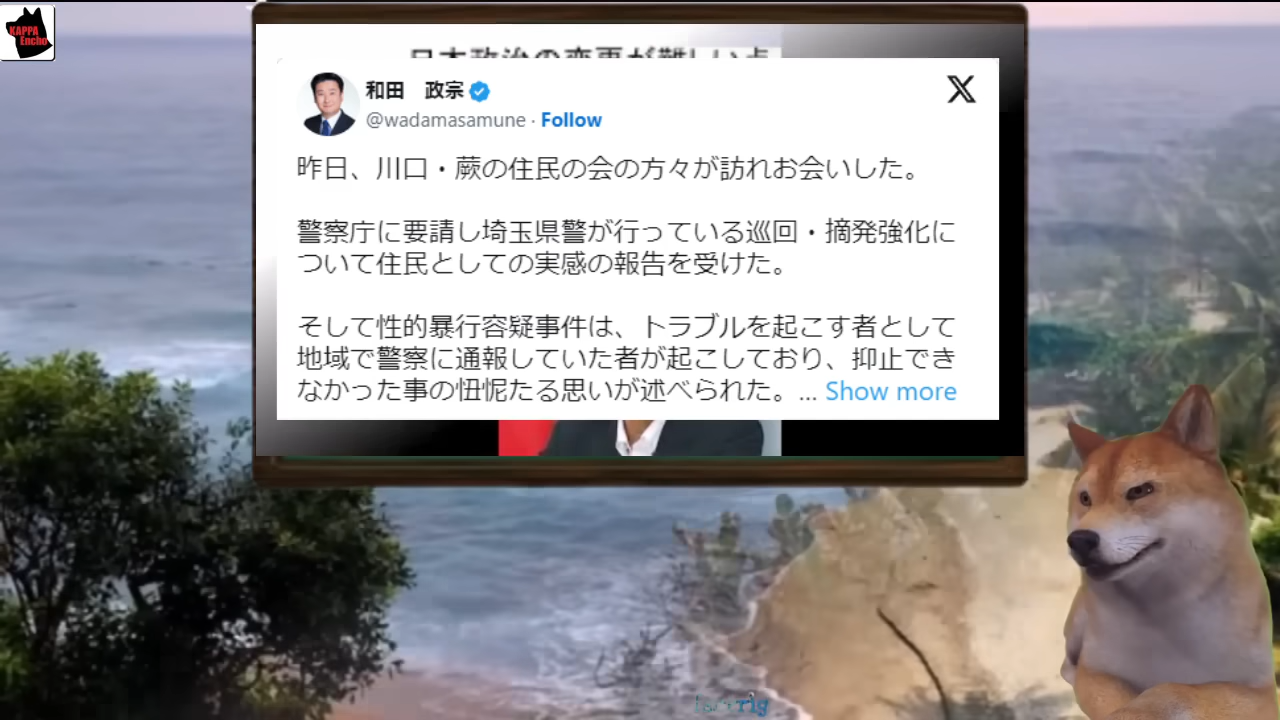 KAPPA
Encho
日本政治の変更が難しい点
和田　政宗
@wadamasamune · Follow
昨日、川口・蕨の住民の会の方々が訪れお会いした。
警察庁に要請し埼玉県警が行っている巡回・摘発強化に
ついて住民としての実感の報告を受けた。
そして性的暴行容疑事件は、トラブルを起こす者として
地域で警察に通報していた者が起こしており、抑止でき
なかった事の忸怩たる思いが述べられた。... Show more